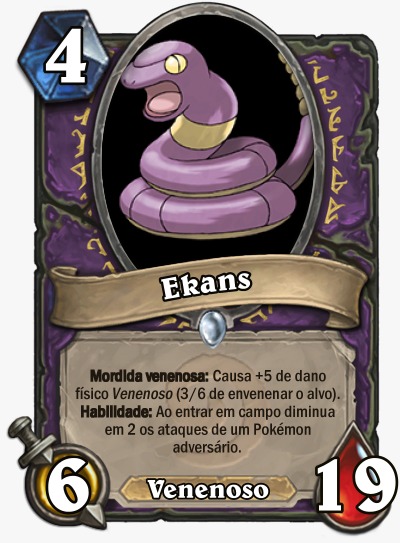 4
Ekans
Mordida venenosa: Causa +5 de dano
físico Venenoso (3/6 de envenenar o alvo).
Habilidade: Ao entrar em campo diminua
em 2 os ataques de um Pokémon
adversário.
6
Venenoso
19